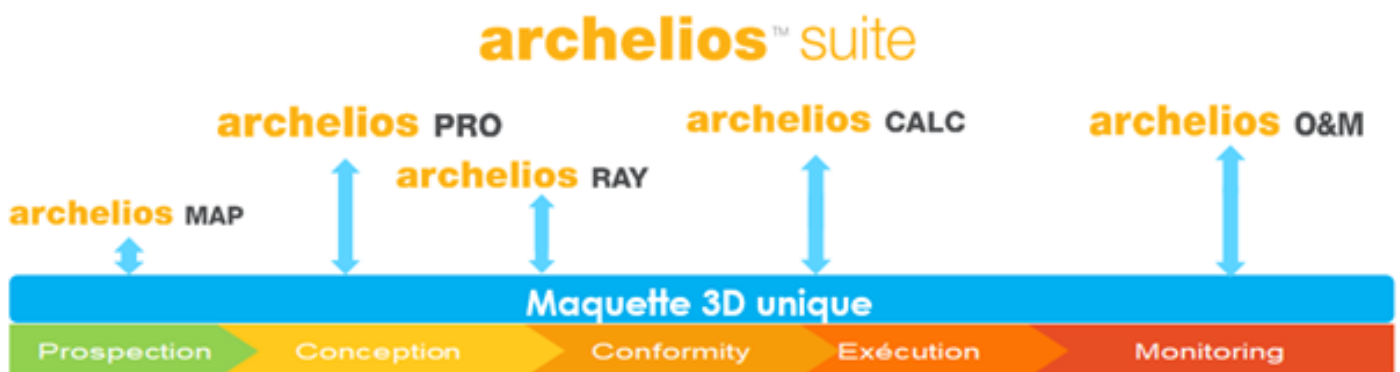 archelios™ suite
archelios PRO
archelios CALC
archelios O&M
archelios RAY
archelios MAP
Maquette 3D unique
Prospection
Conception
Conformity
Exécution
Monitoring